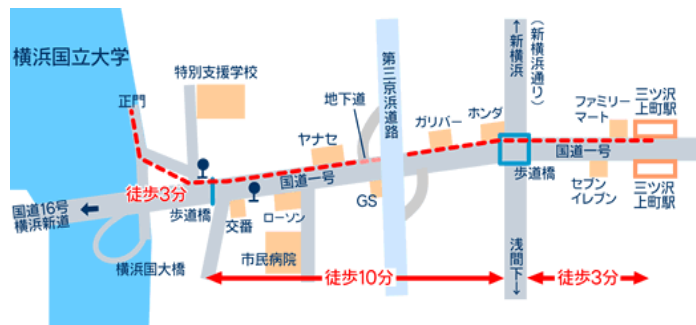 横浜国立大学
正門
特別支援学校
地下道
ヤナセ
第三京浜道路
ガリバー
ホンダ
↑新横浜
(新横浜通り)
ファミリー
マート
三ツ沢
上町駅
国道一号
歩道橋
セブン
イレブン
三ツ沢
上町駅
徒歩3分
国道一号
歩道橋
交番
ローソン
GS
市民病院
国道16号
横浜新道
横浜国大橋
浅間下→
徒歩10分
徒歩3分